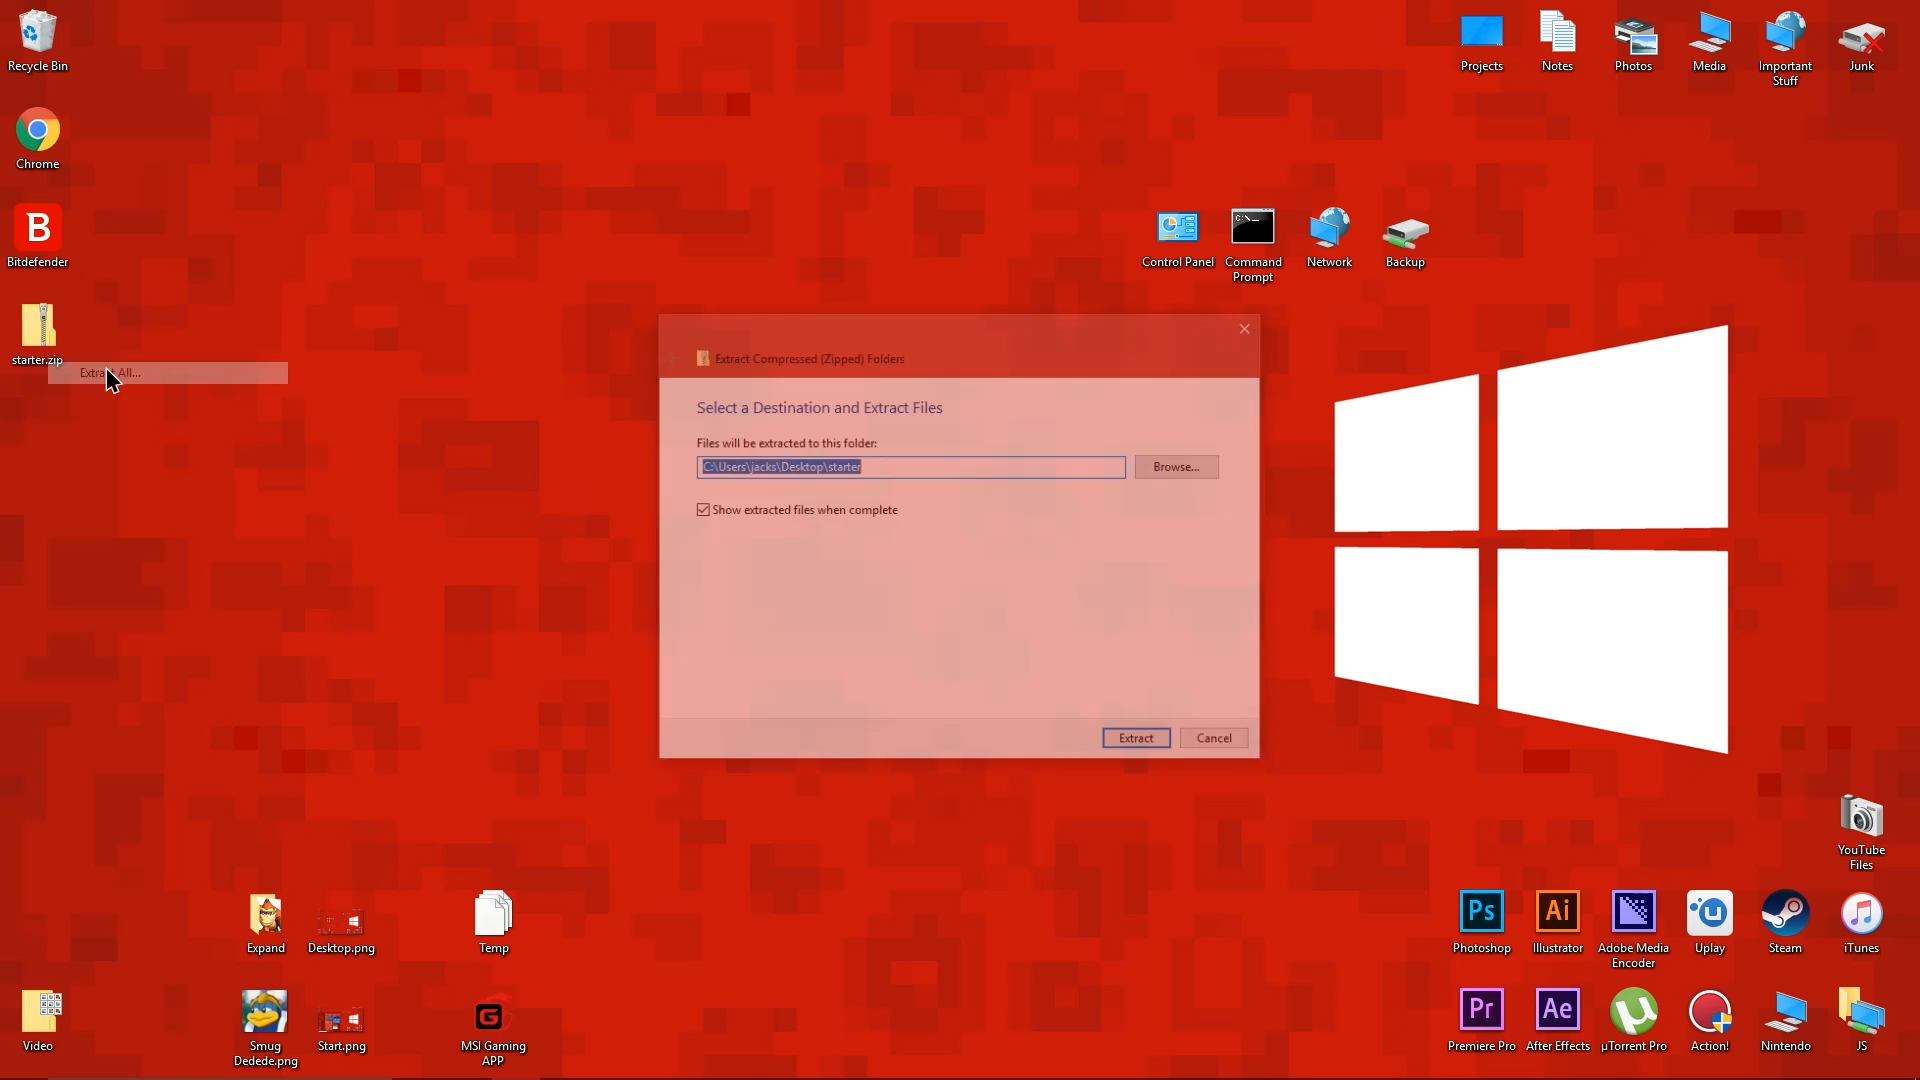 Recycle Bin
Chrome
B
Bitdefender
starter.zip
Extract All...
Projects
Notes
Photos
Media
Important
Stuff
Junk
Control Panel
C:\_
Command
Prompt
Network
Backup
Extract Compressed (Zipped) Folders
Select a Destination and Extract Files
Files will be extracted to this folder:
C:\Users\jacks\Desktop\starter
Browse...
Show extracted files when complete
Extract
Cancel
YouTube
Files
Expand
Desktop.png
Temp
Ps
Photoshop
Ai
Illustrator
Adobe Media
Encoder
Uplay
Steam
iTunes
Video
Smug
Dedede.png
Start.png
G
MSI Gaming
APP
Pr
Premiere Pro
Ae
After Effects
µTorrent Pro
Action!
Nintendo
JS